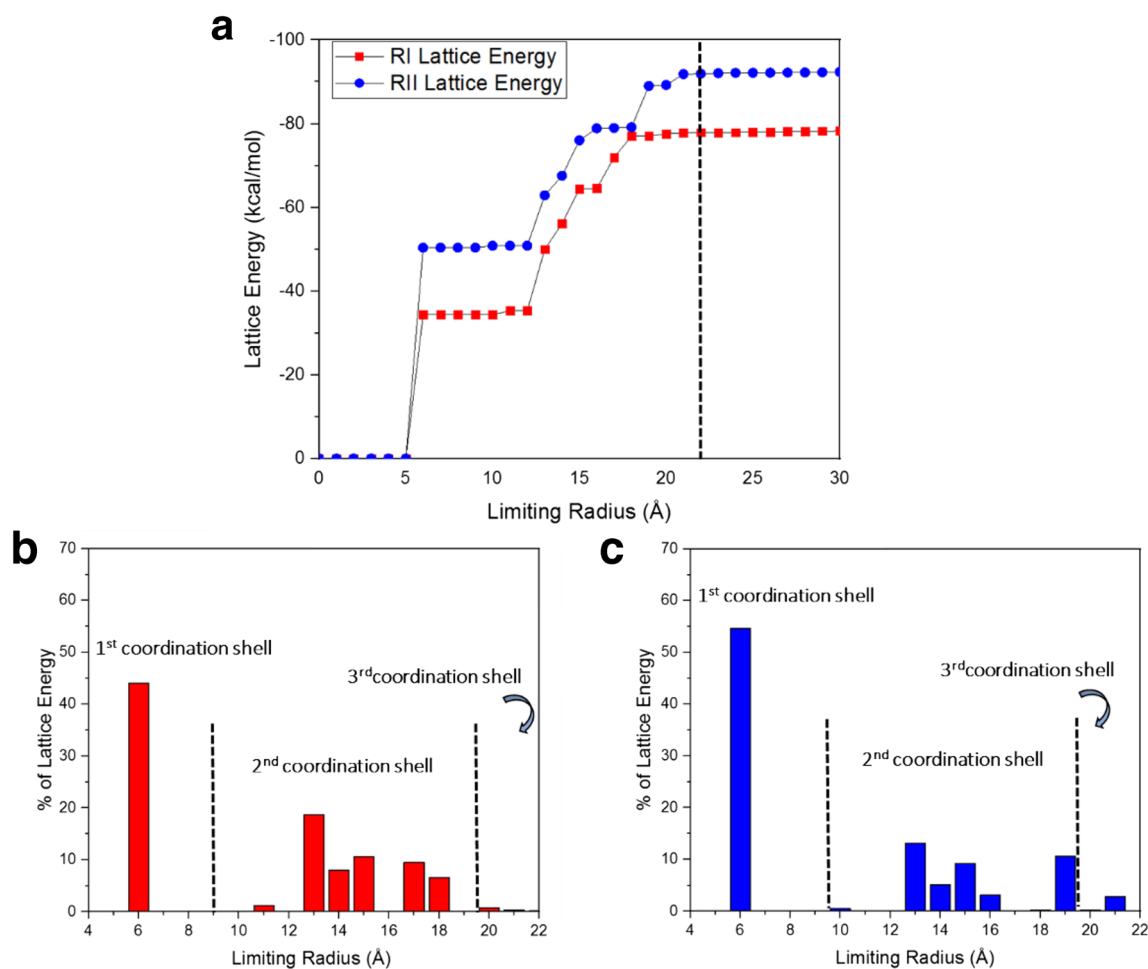 a
-100
-80
-60
-40
-20
0
Lattice Energy (kcal/mol)
RI Lattice Energy
RII Lattice Energy
0 5 10 15 20 25 30
Limiting Radius (Å)
b
70
60
50
40
30
20
10
0
% of Lattice Energy
1st coordination shell
3rdcoordination shell
2nd coordination shell
4 6 8 10 12 14 16 18 20 22
Limiting Radius (Å)
c
70
60
50
40
30
20
10
0
% of Lattice Energy
1st coordination shell
3rdcoordination shell
2nd coordination shell
4 6 8 10 12 14 16 18 20 22
Limiting Radius (Å)